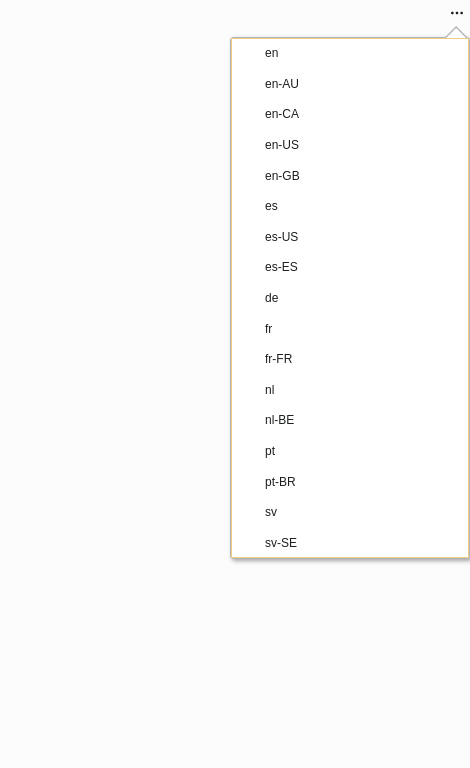 en
en-AU
en-CA
en-US
en-GB
es
es-US
es-ES
de
fr
fr-FR
nl
nl-BE
pt
pt-BR
sv
sv-SE